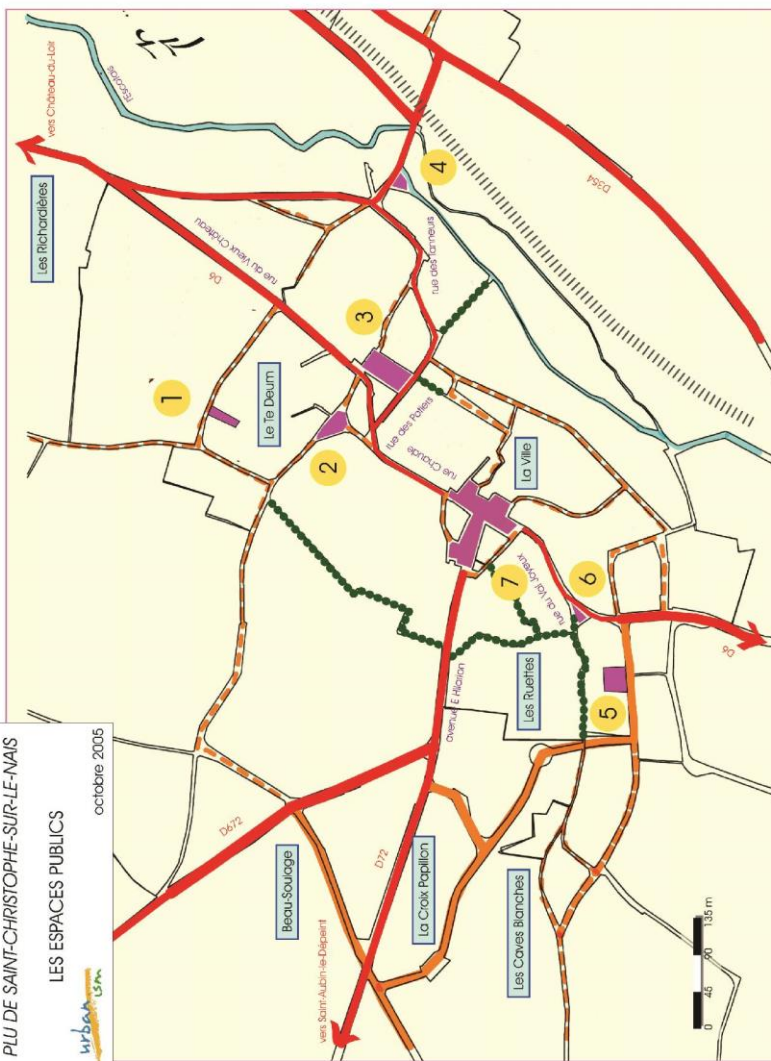 PLU DE SAINT-CHRISTOPHE-SUR-LE-NAIS
LES ESPACES PUBLICS
octobre 2005
urbanism
Les Richardières
vers Château-du-Loir
l'Escotais
D6
rue du Vieux Château
1
Le Te Deum
2
3
4
rue des Tanneurs
D354
rue des Potiers
rue Chaude
La Ville
7
rue du Val Joyeux
6
D6
Les Ruettes
5
avenue E Hilarion
D672
Beau-Soulage
D72
La Croix Papillon
vers Saint-Aubin-le-Dépeint
Les Caves Blanches
0 45 90 135 m